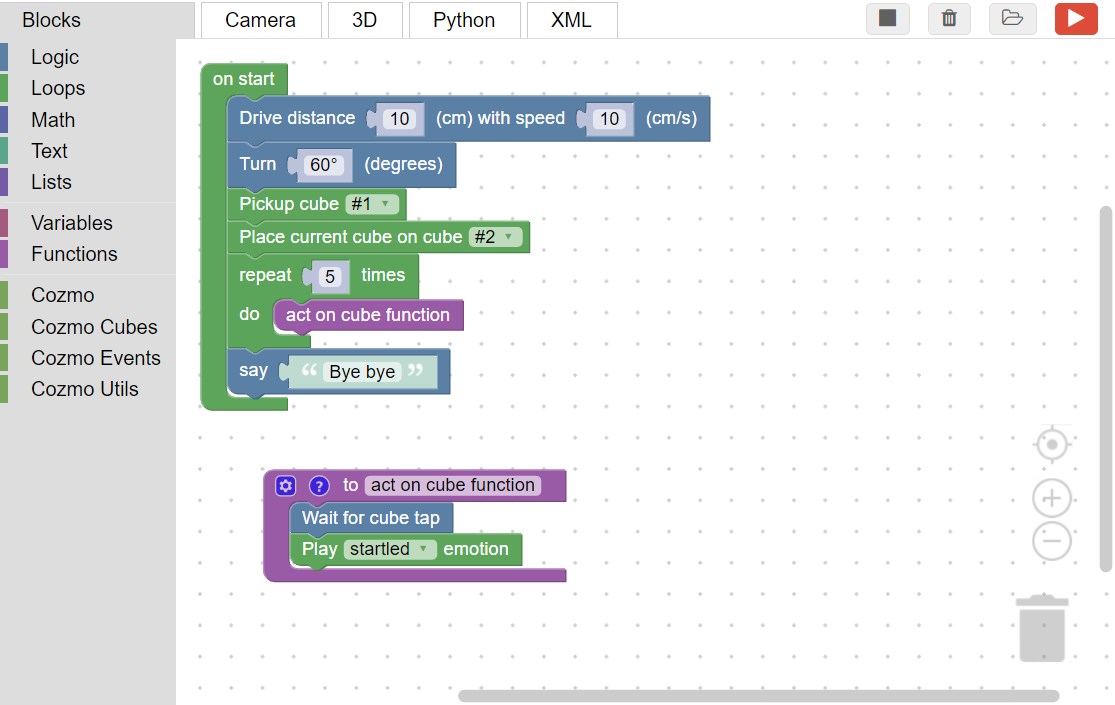 Blocks
Camera
3D
Python
XML
Logic
Loops
Math
Text
Lists
Variables
Functions
Cozmo
Cozmo Cubes
Cozmo Events
Cozmo Utils
on start
Drive distance 10 (cm) with speed 10 (cm/s)
Turn 60° (degrees)
Pickup cube #1
Place current cube on cube #2
repeat 5 times
do act on cube function
say “ Bye bye ”
? to act on cube function
Wait for cube tap
Play startled emotion